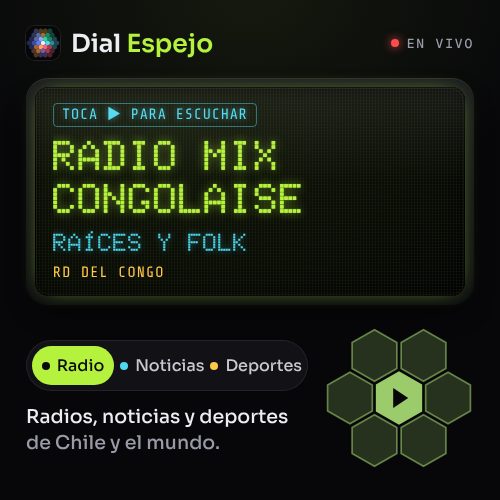 Dial Espejo
EN VIVO
TOCA ▶ PARA ESCUCHAR
RADIO MIX
CONGOLAISE
RAÍCES Y FOLK
RD DEL CONGO
Radio Noticias Deportes
Radios, noticias y deportes
de Chile y el mundo.